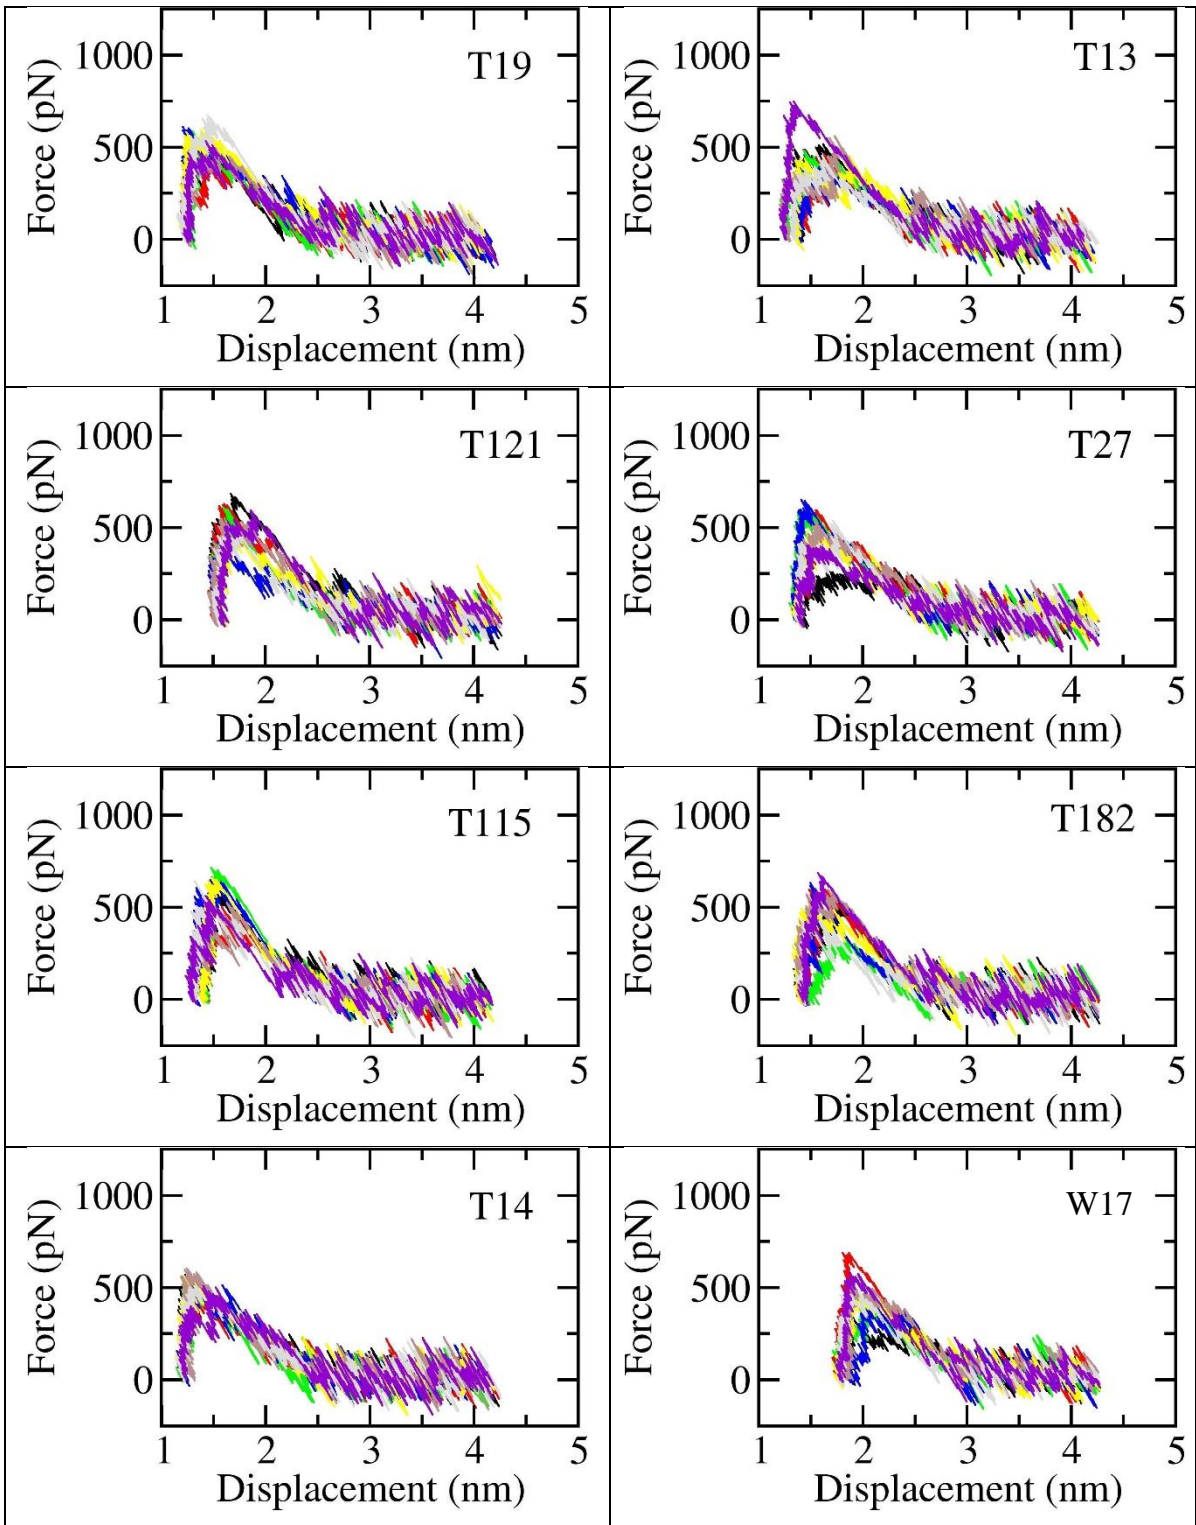 1000
T19
Force (pN)
500
0
1 2 3 4 5
Displacement (nm)
1000
T13
Force (pN)
500
0
1 2 3 4 5
Displacement (nm)
1000
T121
Force (pN)
500
0
1 2 3 4 5
Displacement (nm)
1000
T27
Force (pN)
500
0
1 2 3 4 5
Displacement (nm)
1000
T115
Force (pN)
500
0
1 2 3 4 5
Displacement (nm)
1000
T182
Force (pN)
500
0
1 2 3 4 5
Displacement (nm)
1000
T14
Force (pN)
500
0
1 2 3 4 5
Displacement (nm)
1000
W17
Force (pN)
500
0
1 2 3 4 5
Displacement (nm)